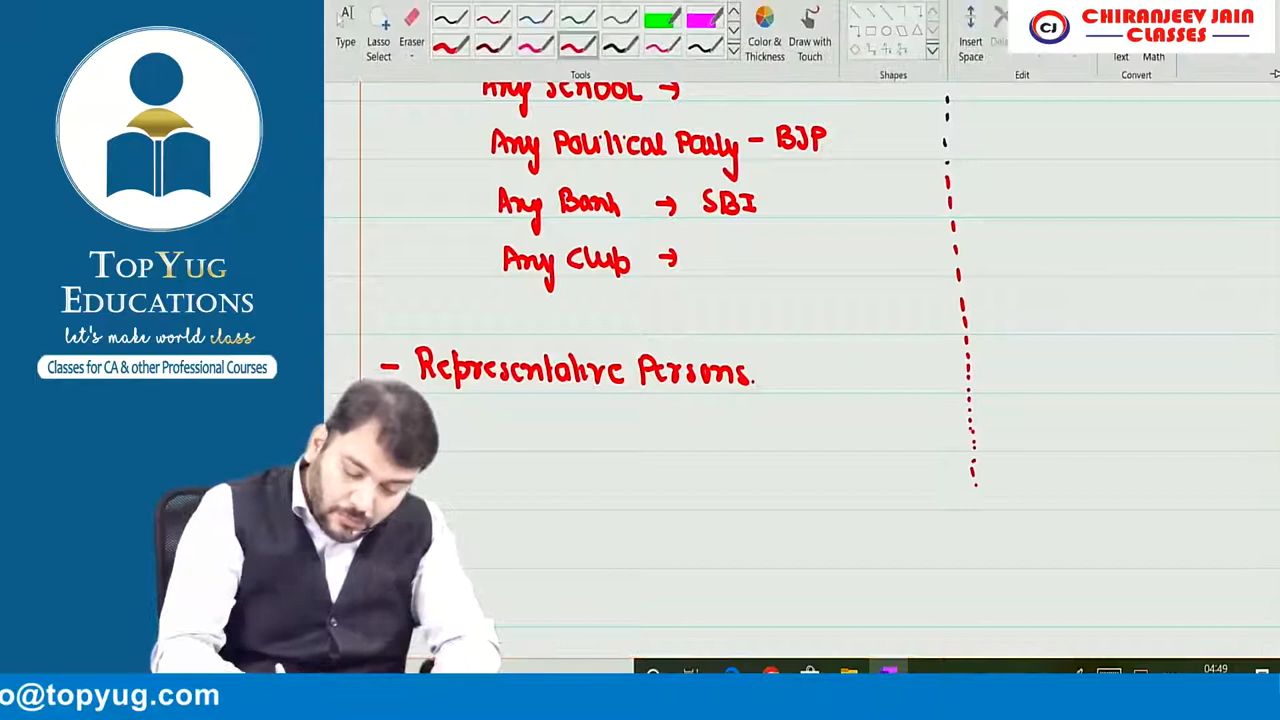 Type
Lasso
Select
Eraser
Tools
Color &
Thickness
Draw with
Touch
Shapes
Insert
Space
Edit
Text
Math
Convert
CJ
CHIRANJEEV JAIN
CLASSES
TOPYUG
EDUCATIONS
let's make world class
Classes for CA & other Professional Courses
Any SCHOOL →
Any Political Party - BJP
Any Bank → SBI
Any Club →
- Representative Persons.
04:49
o@topyug.com